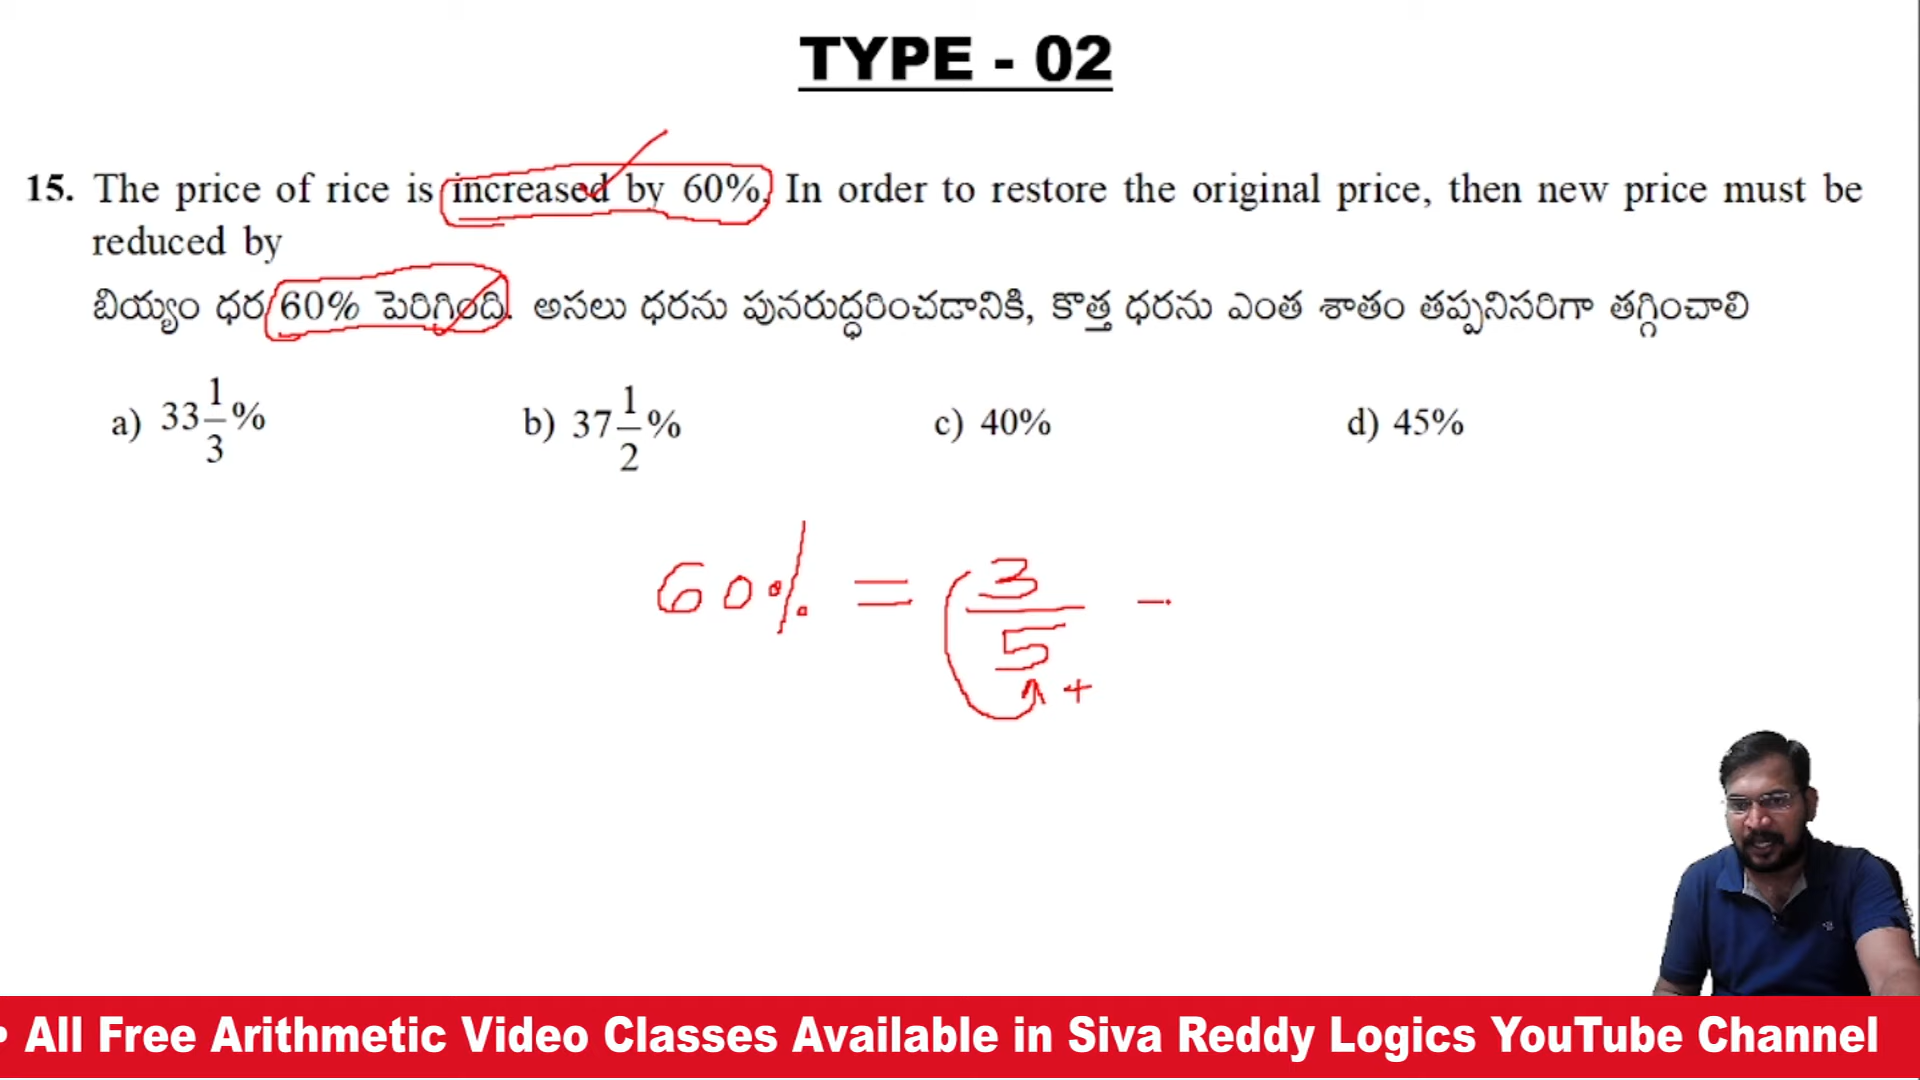 TYPE - 02
15. The price of rice is increased by 60%. In order to restore the original price, then new price must be
reduced by
బియ్యం ధర 60% పెరిగింది. అసలు ధరను పునరుద్ధరించడానికి, కొత్త ధరను ఎంత శాతం తప్పనిసరిగా తగ్గించాలి
a) 33 1/3 % b) 37 1/2 % c) 40% d) 45%
60% = 3/5 -
+
• All Free Arithmetic Video Classes Available in Siva Reddy Logics YouTube Channel